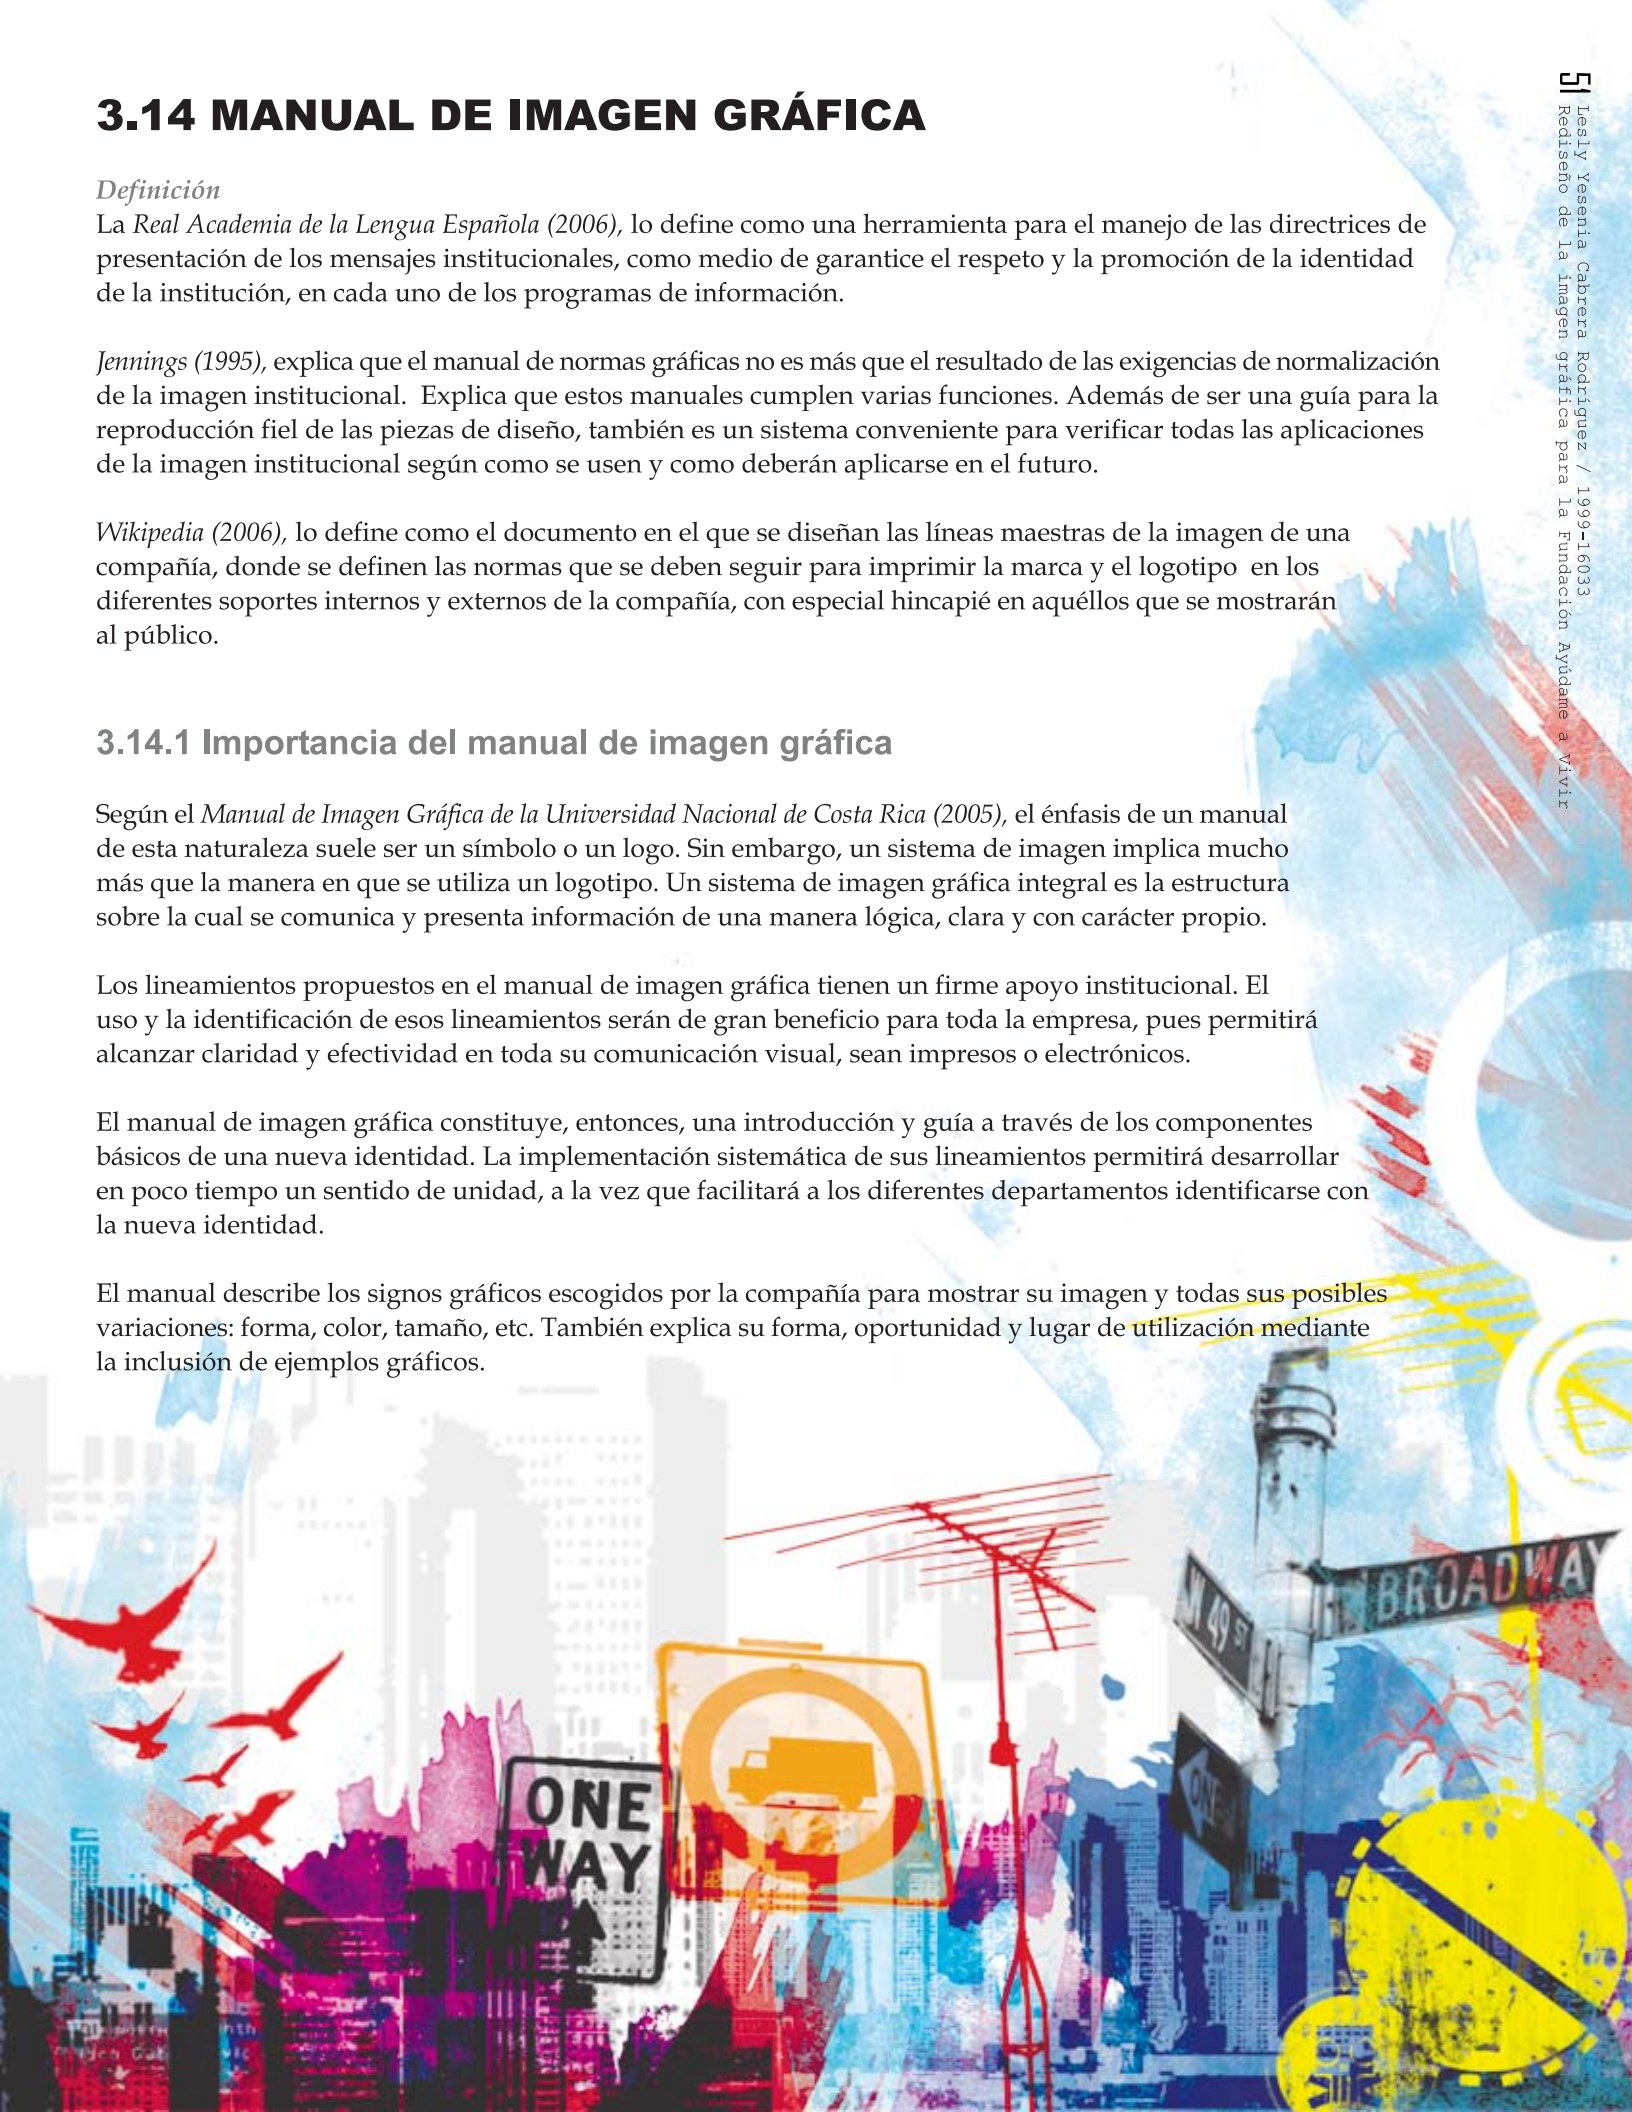 3.14 MANUAL DE IMAGEN GRÁFICA
Definición
La Real Academia de la Lengua Española (2006), lo define como una herramienta para el manejo de las directrices de
presentación de los mensajes institucionales, como medio de garantice el respeto y la promoción de la identidad
de la institución, en cada uno de los programas de información.
Jennings (1995), explica que el manual de normas gráficas no es más que el resultado de las exigencias de normalización
de la imagen institucional.  Explica que estos manuales cumplen varias funciones. Además de ser una guía para la
reproducción fiel de las piezas de diseño, también es un sistema conveniente para verificar todas las aplicaciones
de la imagen institucional según como se usen y como deberán aplicarse en el futuro.
Wikipedia (2006), lo define como el documento en el que se diseñan las líneas maestras de la imagen de una
compañía, donde se definen las normas que se deben seguir para imprimir la marca y el logotipo  en los
diferentes soportes internos y externos de la compañía, con especial hincapié en aquéllos que se mostrarán
al público.
3.14.1 Importancia del manual de imagen gráfica
Según el Manual de Imagen Gráfica de la Universidad Nacional de Costa Rica (2005), el énfasis de un manual
de esta naturaleza suele ser un símbolo o un logo. Sin embargo, un sistema de imagen implica mucho
más que la manera en que se utiliza un logotipo. Un sistema de imagen gráfica integral es la estructura
sobre la cual se comunica y presenta información de una manera lógica, clara y con carácter propio.
Los lineamientos propuestos en el manual de imagen gráfica tienen un firme apoyo institucional. El
uso y la identificación de esos lineamientos serán de gran beneficio para toda la empresa, pues permitirá
alcanzar claridad y efectividad en toda su comunicación visual, sean impresos o electrónicos.
El manual de imagen gráfica constituye, entonces, una introducción y guía a través de los componentes
básicos de una nueva identidad. La implementación sistemática de sus lineamientos permitirá desarrollar
en poco tiempo un sentido de unidad, a la vez que facilitará a los diferentes departamentos identificarse con
la nueva identidad.
El manual describe los signos gráficos escogidos por la compañía para mostrar su imagen y todas sus posibles
variaciones: forma, color, tamaño, etc. También explica su forma, oportunidad y lugar de utilización mediante
la inclusión de ejemplos gráficos.
51
Lesly Yesenia Cabrera Rodríguez / 1999-16033
Rediseño de la imagen gráfica para la Fundación Ayúdame a Vivir
BROADWAY
W 49 ST
ONE
ONE
WAY